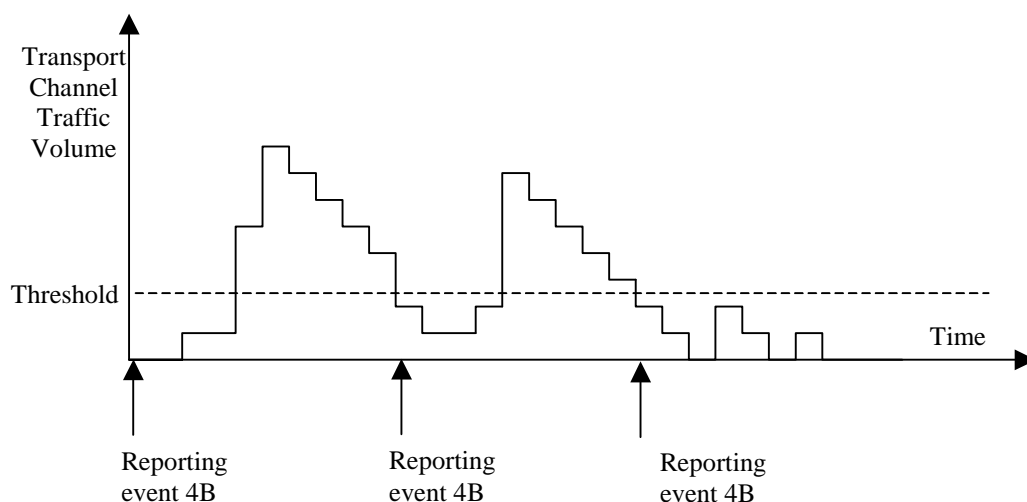 Transport
Channel
Traffic
Volume
Threshold
Time
Reporting
event 4B
Reporting
event 4B
Reporting
event 4B